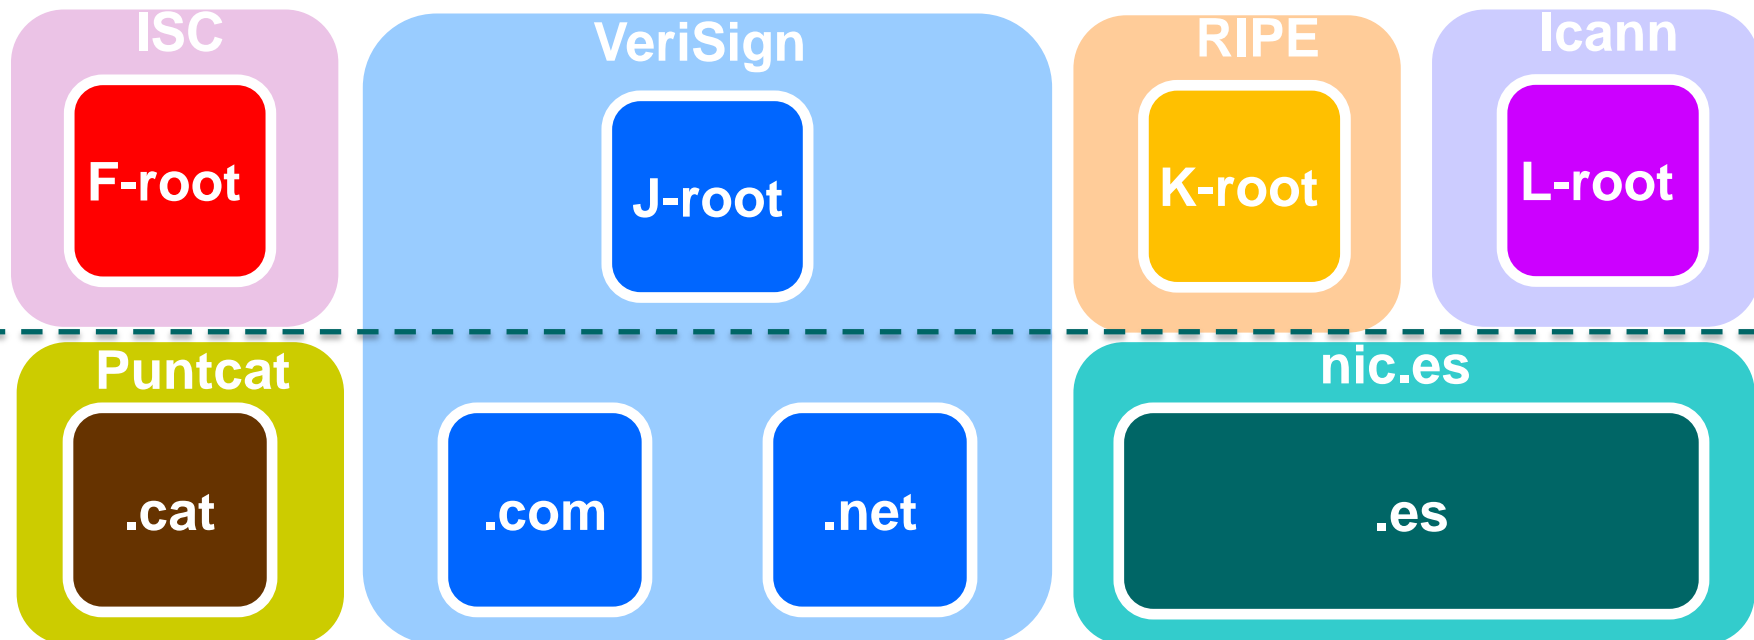 ISC
F-root
VeriSign
J-root
RIPE
K-root
Icann
L-root
Puntcat
.cat
.com
.net
nic.es
.es